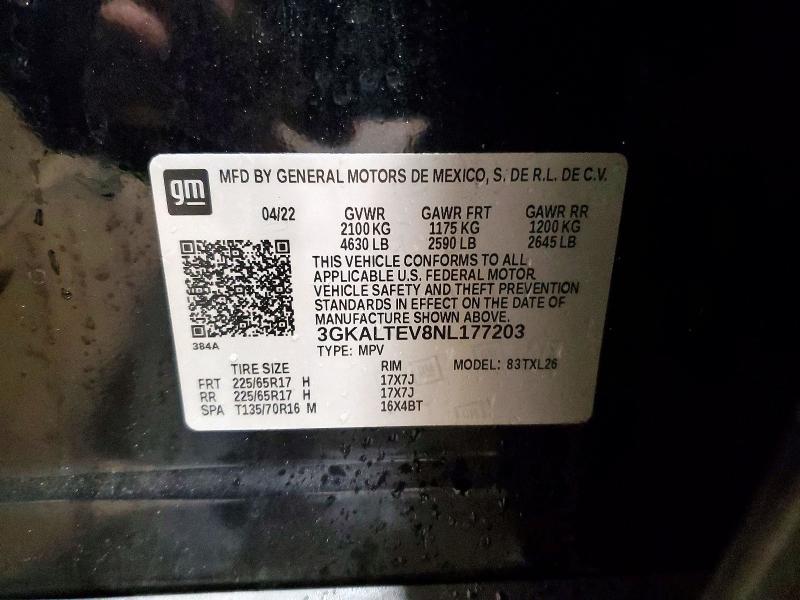 gm MFD BY GENERAL MOTORS DE MEXICO, S. DE R.L. DE C.V.
04/22 GVWR GAWR FRT GAWR RR
2100 KG 1175 KG 1200 KG
4630 LB 2590 LB 2645 LB
THIS VEHICLE CONFORMS TO ALL
APPLICABLE U.S. FEDERAL MOTOR
VEHICLE SAFETY AND THEFT PREVENTION
STANDARDS IN EFFECT ON THE DATE OF
MANUFACTURE SHOWN ABOVE.
3GKALTEV8NL177203
384A
TYPE: MPV
TIRE SIZE RIM MODEL: 83TXL26
FRT 225/65R17 H 17X7J
RR 225/65R17 H 17X7J
SPA T135/70R16 M 16X4BT